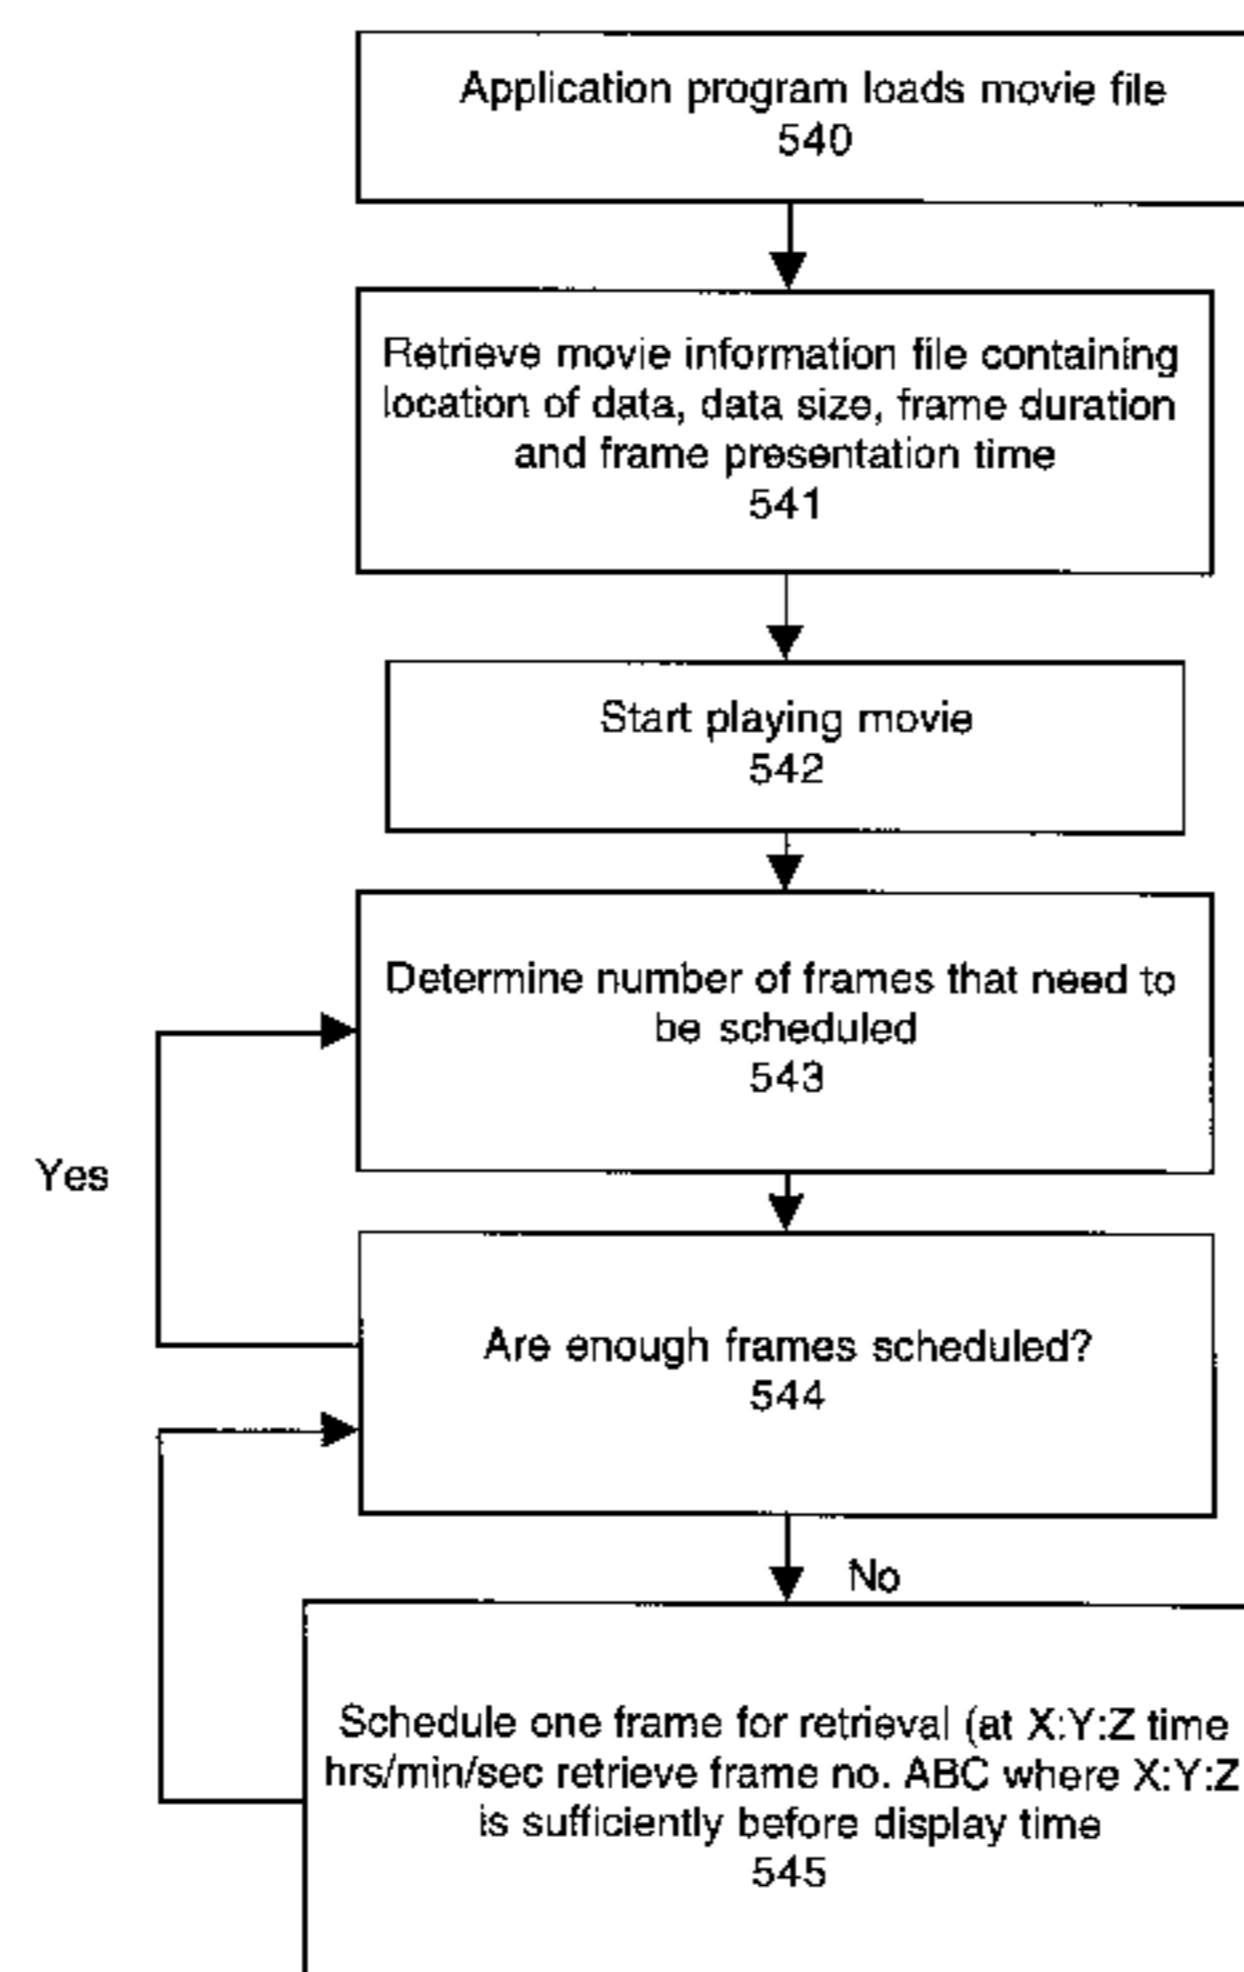 Application program loads movie file
540
Retrieve movie information file containing
location of data, data size, frame duration
and frame presentation time
541
Start playing movie
542
Determine number of frames that need to
be scheduled
543
Yes
Are enough frames scheduled?
544
No
Schedule one frame for retrieval (at X:Y:Z time
hrs/min/sec retrieve frame no. ABC where X:Y:Z
is sufficiently before display time
545